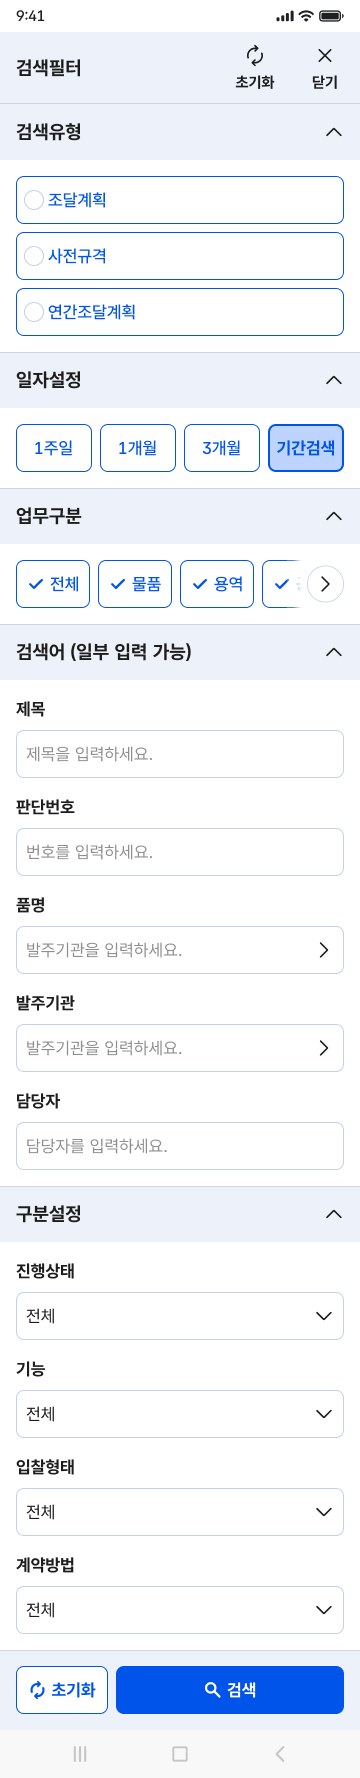 9:41
검색필터
초기화
닫기
검색유형
조달계획
사전규격
연간조달계획
일자설정
1주일
1개월
3개월
기간검색
업무구분
전체
물품
용역
검색어 (일부 입력 가능)
제목
제목을 입력하세요.
판단번호
번호를 입력하세요.
품명
발주기관을 입력하세요.
발주기관
발주기관을 입력하세요.
담당자
담당자를 입력하세요.
구분설정
진행상태
전체
기능
전체
입찰형태
전체
계약방법
전체
초기화
검색